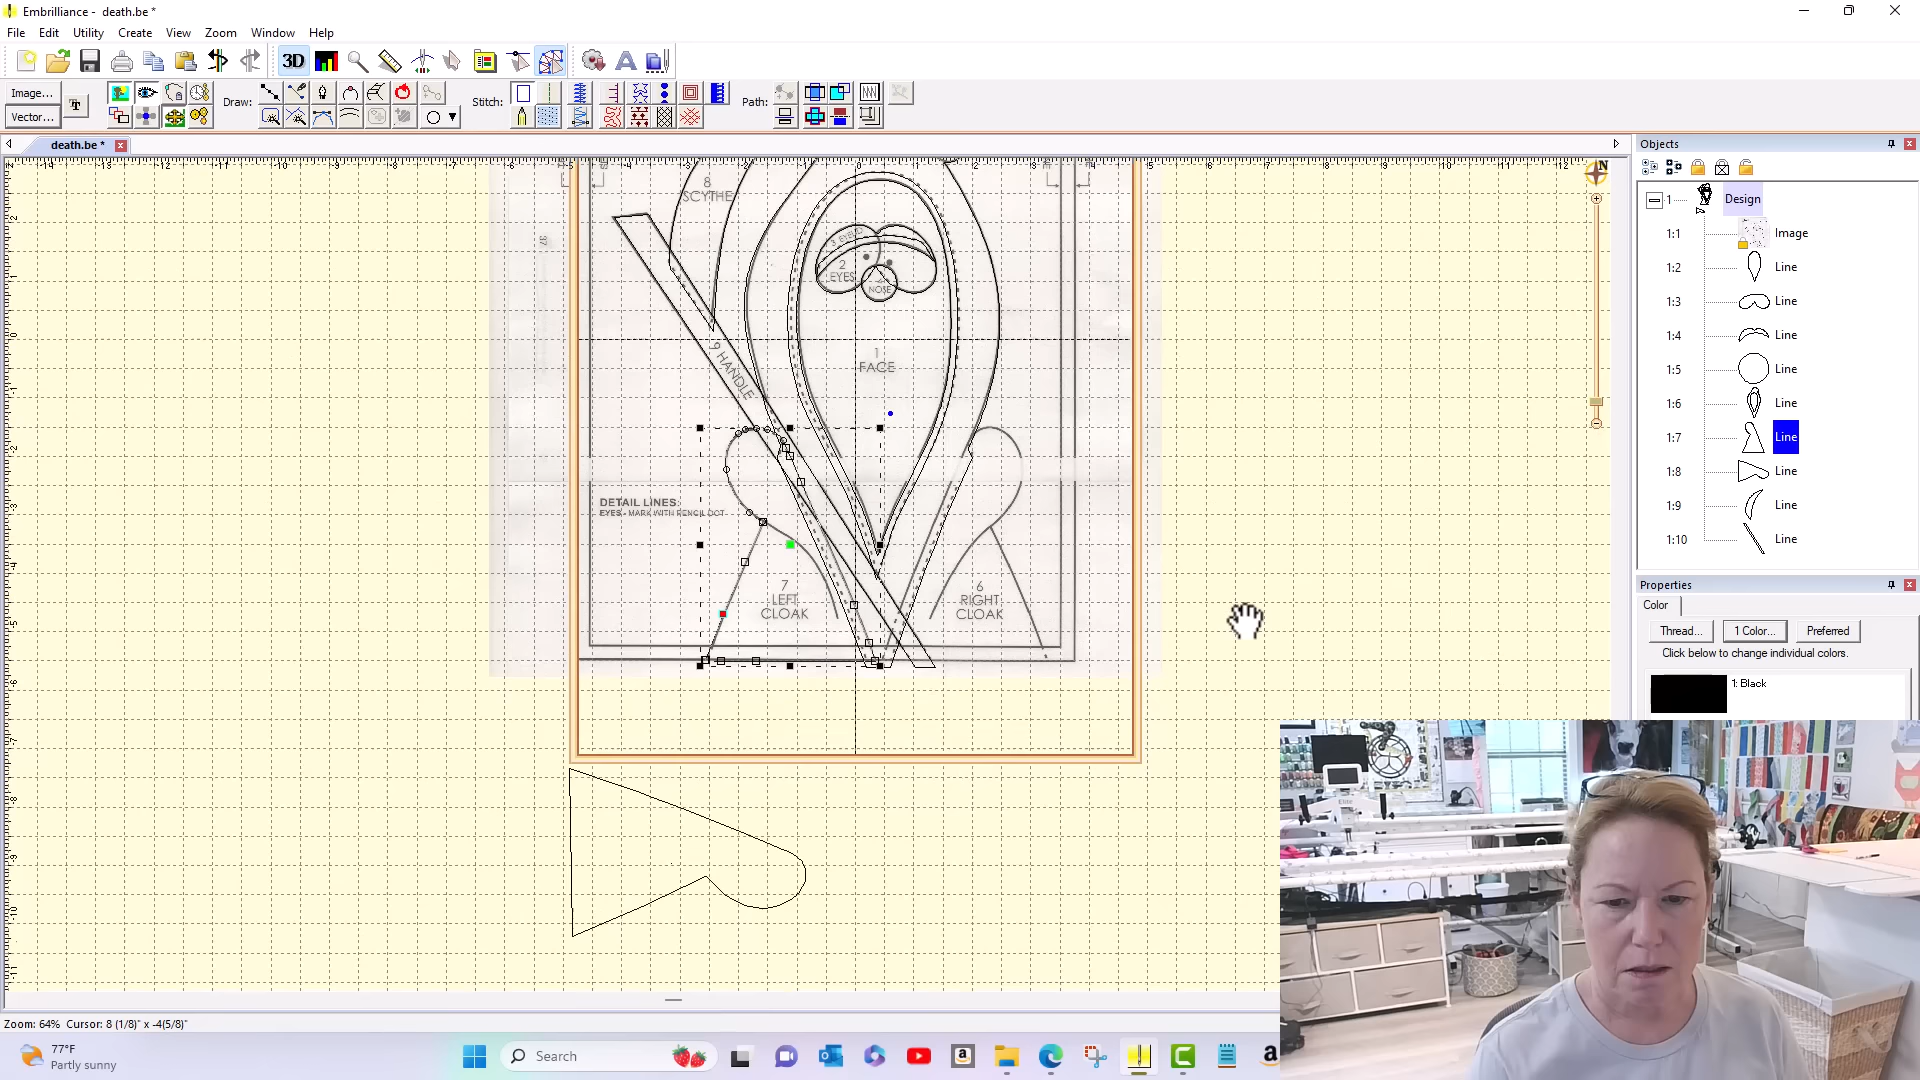 Embrilliance - death.be *
File Edit Utility Create View Zoom Window Help
3D
Image...
Vector...
Draw:
Stitch:
Path:
death.be *
8
SCYTHE
3 EYELID
2
EYES
NOSE
1
FACE
9 HANDLE
DETAIL LINES:
EYES - MARK WITH PENCIL DOT
7
LEFT
CLOAK
6
RIGHT
CLOAK
Objects
1 Design
1:1 Image
1:2 Line
1:3 Line
1:4 Line
1:5 Line
1:6 Line
1:7 Line
1:8 Line
1:9 Line
1:10 Line
Properties
Color
Thread... 1 Color... Preferred
Click below to change individual colors.
1: Black
Zoom: 64% Cursor: 8 (1/8)" x -4(5/8)"
77°F
Partly sunny
Search